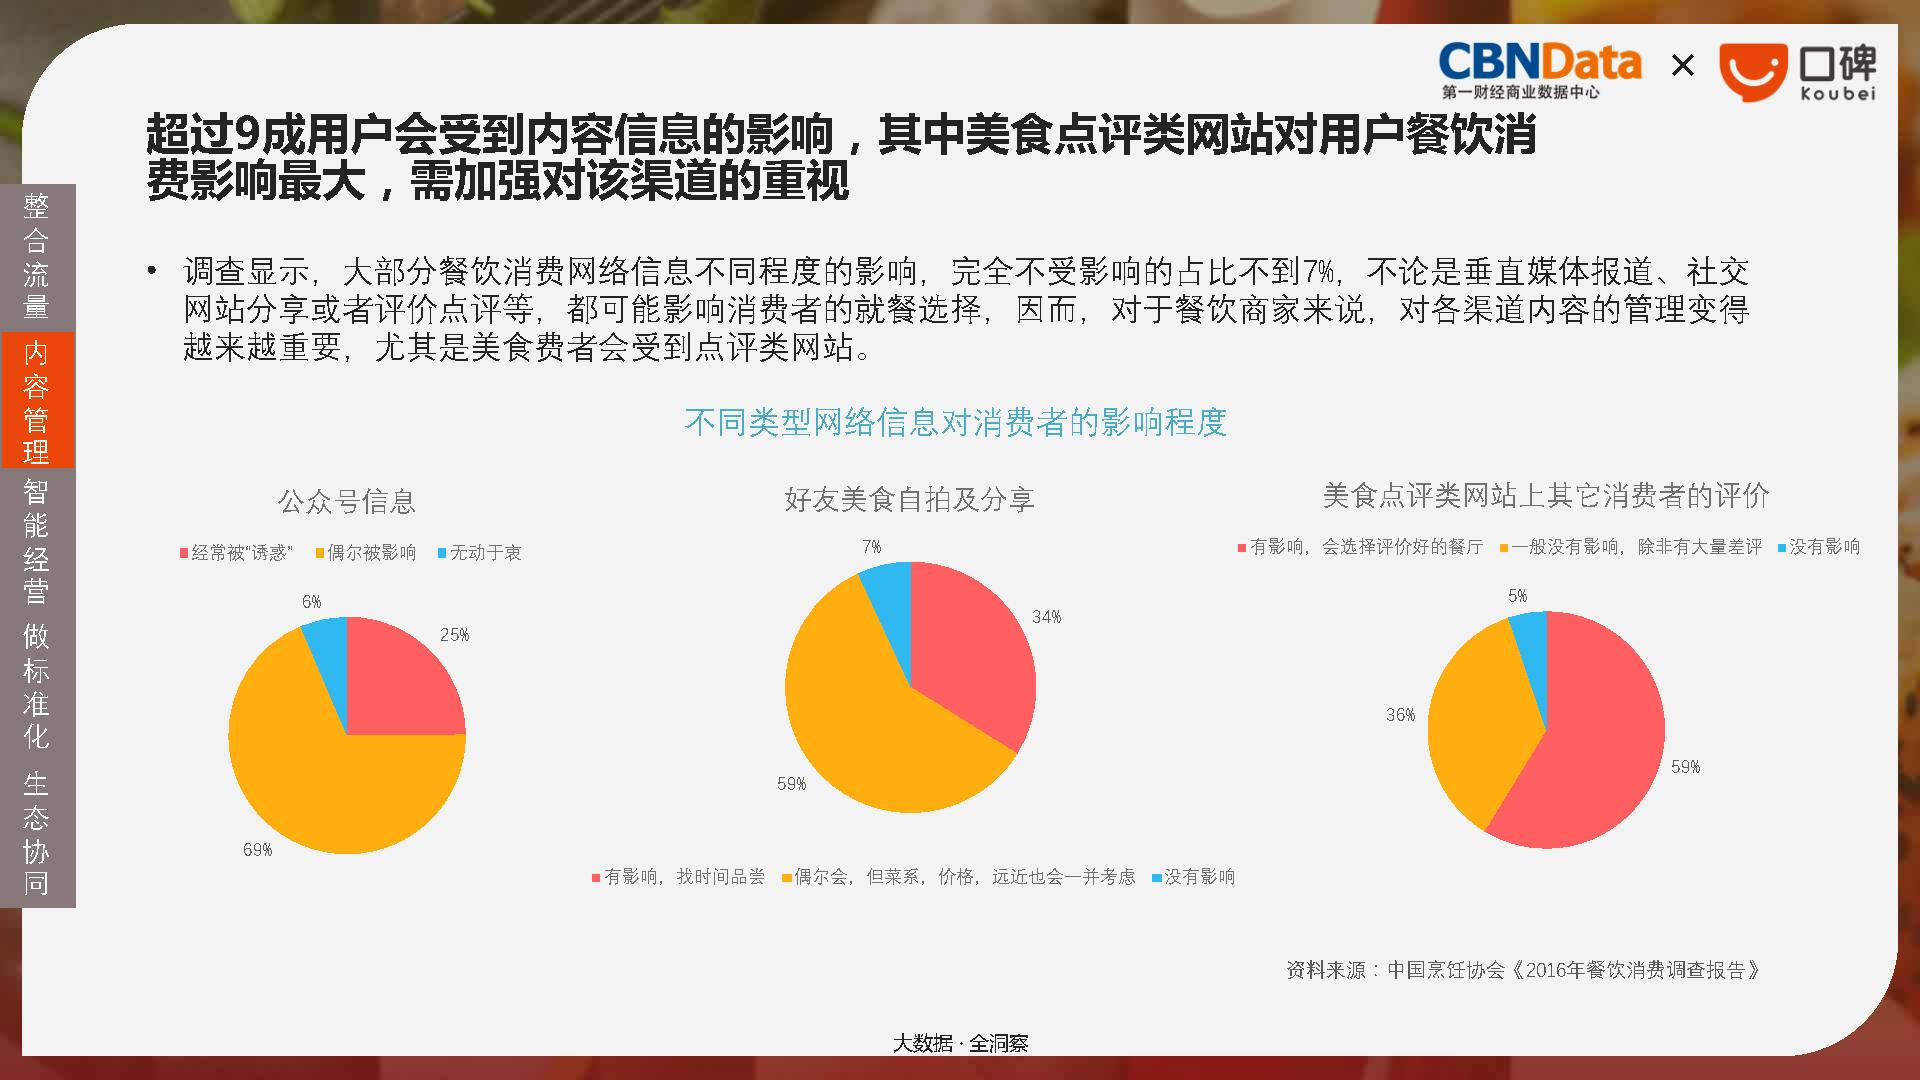 CBNData
第一财经商业数据中心
×
口碑
Koubei
超过9成用户会受到内容信息的影响，其中美食点评类网站对用户餐饮消
费影响最大，需加强对该渠道的重视
整合流量
内容管理
智能经营
做标准化
生态协同
• 调查显示，大部分餐饮消费网络信息不同程度的影响，完全不受影响的占比不到7%，不论是垂直媒体报道、社交
网站分享或者评价点评等，都可能影响消费者的就餐选择，因而，对于餐饮商家来说，对各渠道内容的管理变得
越来越重要，尤其是美食费者会受到点评类网站。
不同类型网络信息对消费者的影响程度
公众号信息
经常被“诱惑” 偶尔被影响 无动于衷
6%
25%
69%
好友美食自拍及分享
7%
34%
59%
有影响，找时间品尝 偶尔会，但菜系，价格，远近也会一并考虑 没有影响
美食点评类网站上其它消费者的评价
有影响，会选择评价好的餐厅 一般没有影响，除非有大量差评 没有影响
5%
36%
59%
资料来源：中国烹饪协会《2016年餐饮消费调查报告》
大数据·全洞察